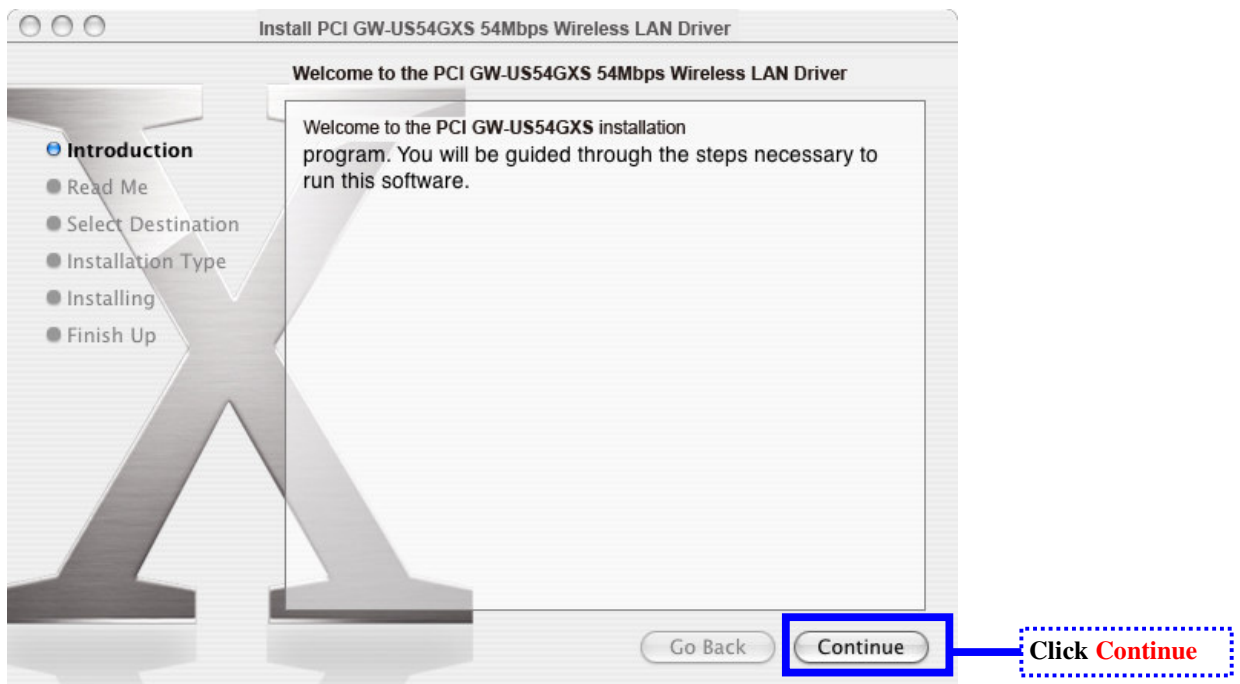 Install PCI GW-US54GXS 54Mbps Wireless LAN Driver
Welcome to the PCI GW-US54GXS 54Mbps Wireless LAN Driver
Introduction
Read Me
Select Destination
Installation Type
Installing
Finish Up
Welcome to the PCI GW-US54GXS installation
program. You will be guided through the steps necessary to
run this software.
Go Back
Continue
Click Continue